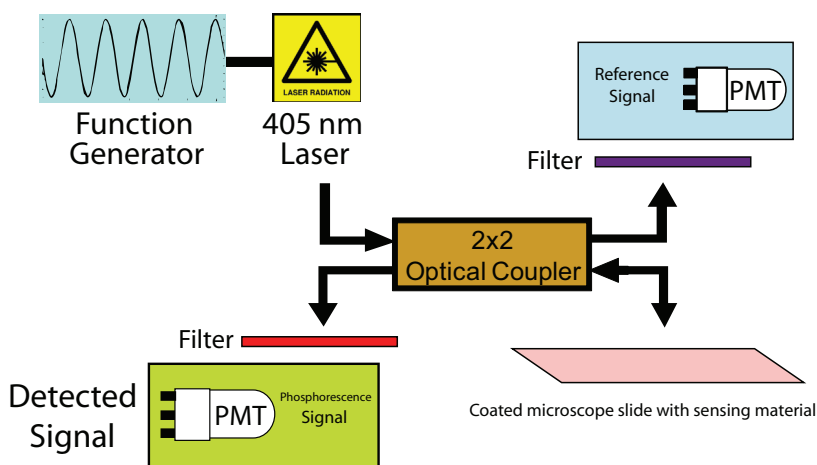 LASER RADIATION
Function
Generator
405 nm
Laser
Reference
Signal
PMT
Filter
2x2
Optical Coupler
Filter
Detected
Signal
PMT
Phosphorescence
Signal
Coated microscope slide with sensing material